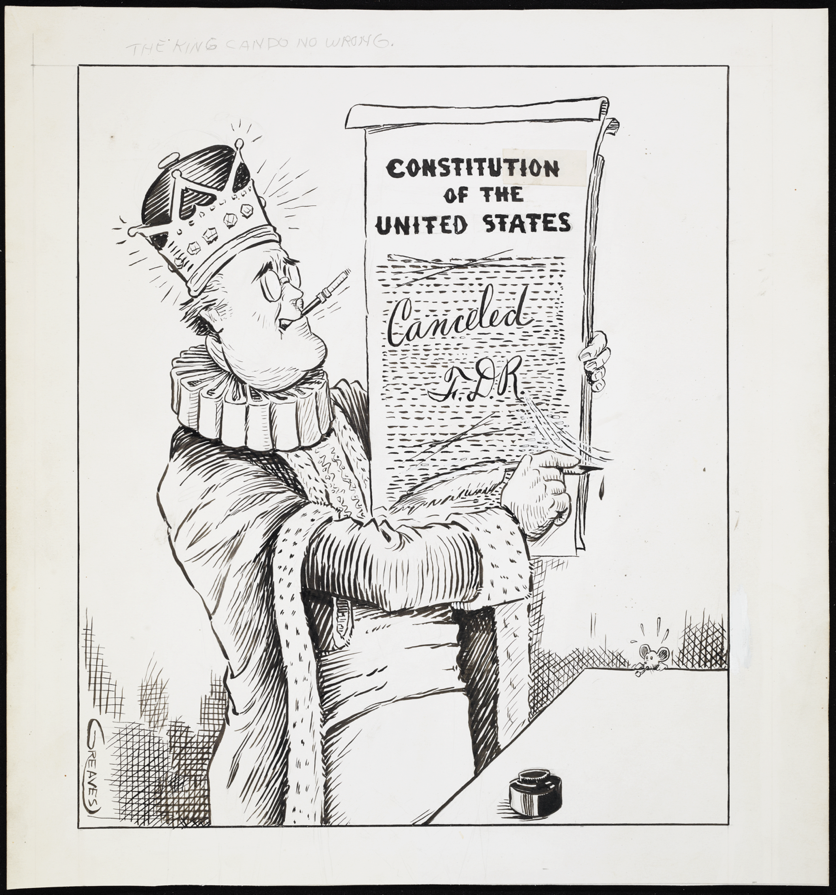 THE KING CAN DO NO WRONG.
CONSTITUTION
OF THE
UNITED STATES
Canceled
F.D.R.
GREAVES